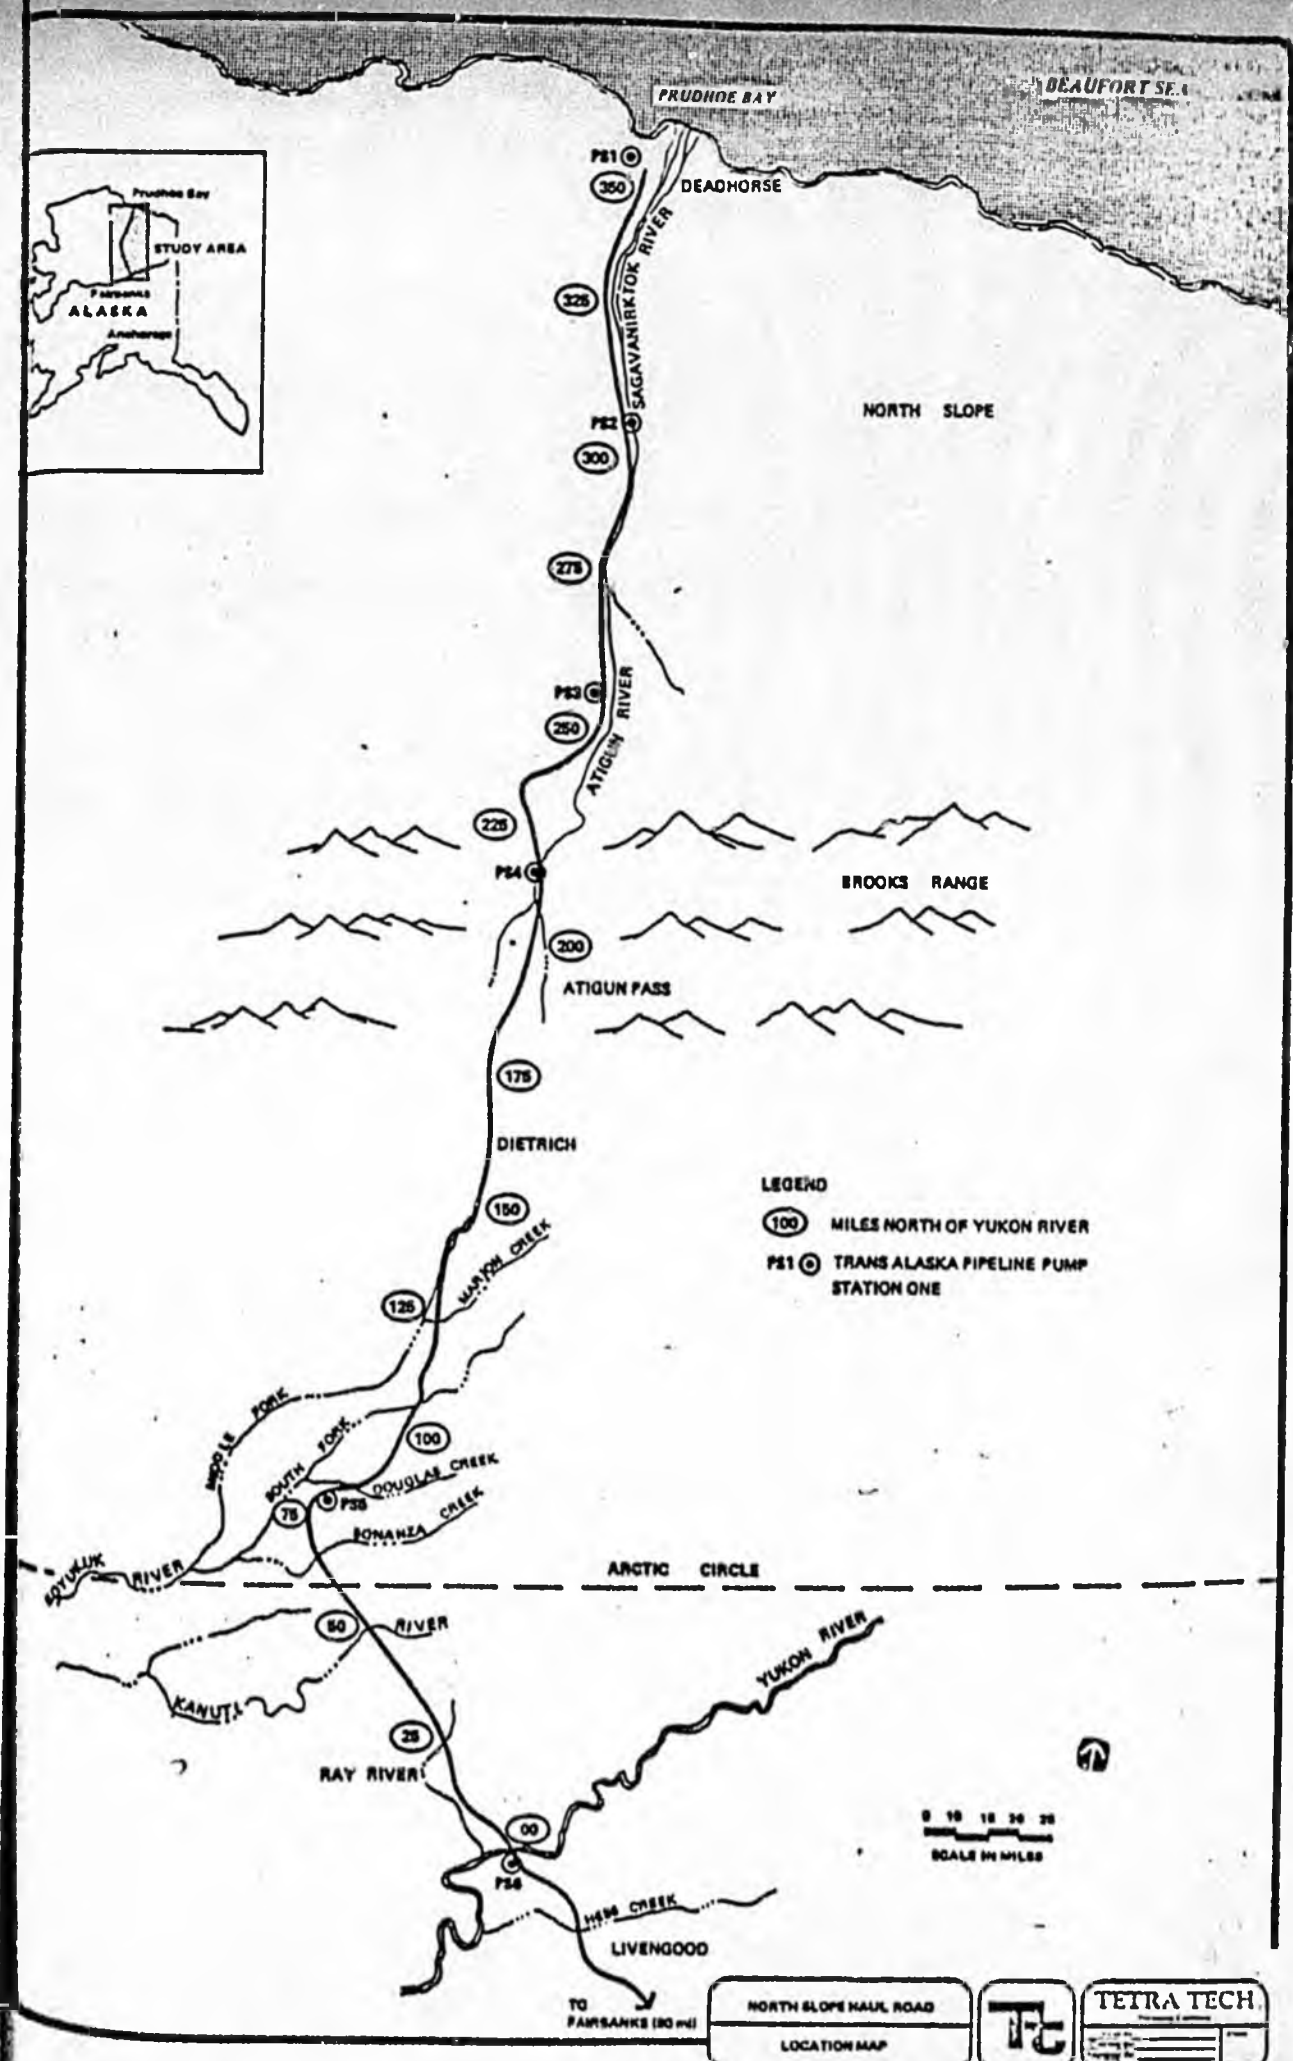 PRUDHOE BAY
BEAUFORT SEA
PS1
350
DEADHORSE
Prudhoe Bay
STUDY AREA
Fairbanks
ALASKA
Anchorage
SAGAVANIRKTOK RIVER
325
PS2
NORTH SLOPE
300
275
PS3
250
ATIGUN RIVER
225
PS4
BROOKS RANGE
200
ATIGUN PASS
175
DIETRICH
LEGEND
100 MILES NORTH OF YUKON RIVER
PS1 TRANS ALASKA PIPELINE PUMP
STATION ONE
150
MARION CREEK
125
MIDDLE FORK
SOUTH FORK
100
DOUGLAS CREEK
PS5
75
BONANZA CREEK
KOYUKUK RIVER
ARCTIC CIRCLE
50
RIVER
KANUTI
YUKON RIVER
25
RAY RIVER
00
PS6
SCALE IN MILES
HESS CREEK
LIVENGOOD
TO
FAIRBANKS (80 mi)
NORTH SLOPE HAUL ROAD
LOCATION MAP
TETRA TECH